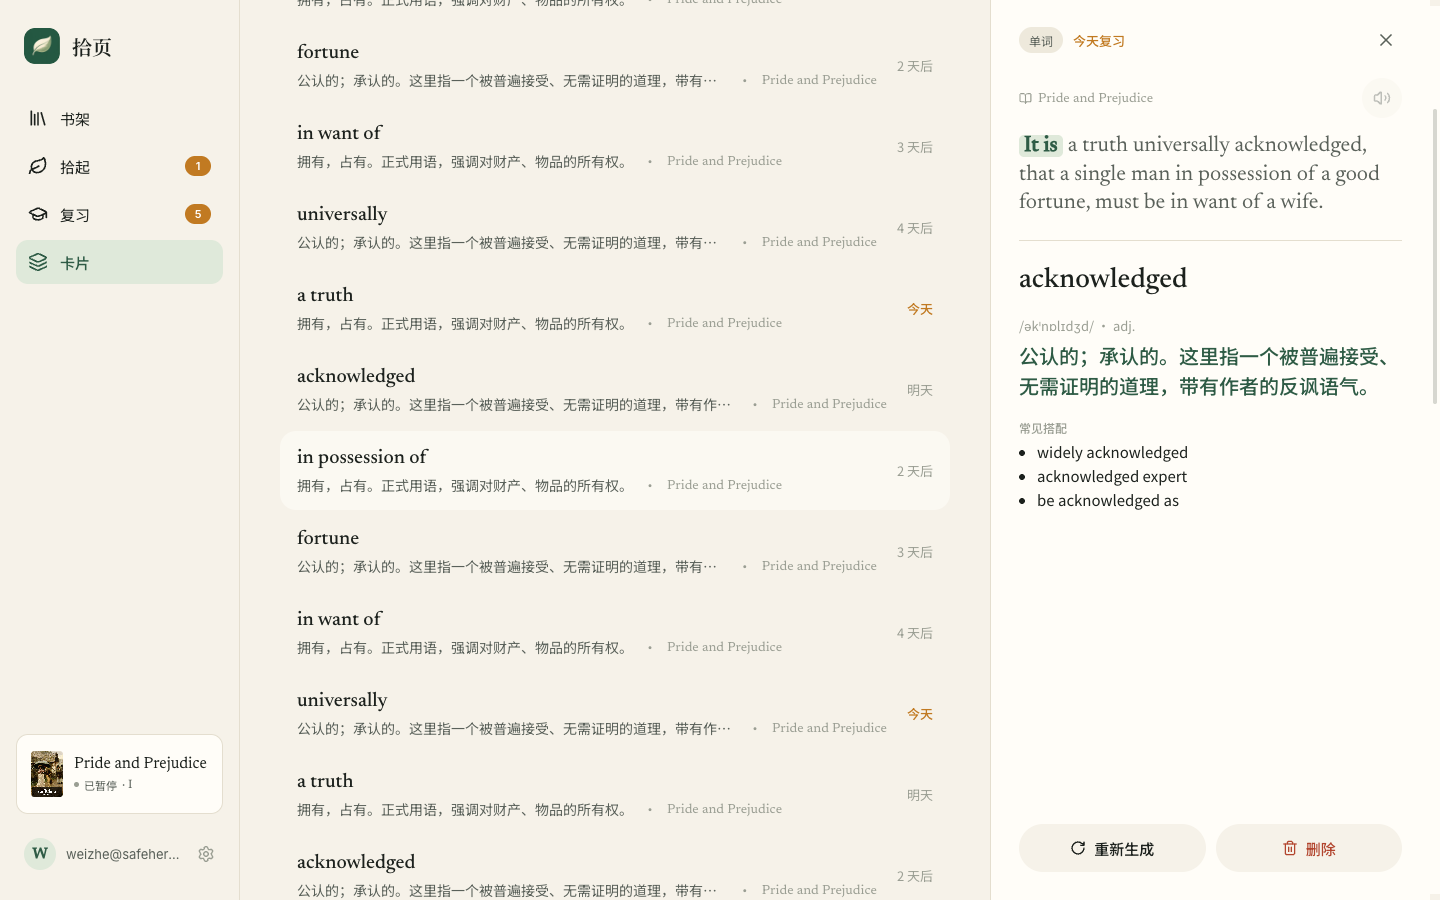 拾页
书架
拾起 1
复习 5
卡片
Pride and Prejudice
已暂停 · I
W weizhe@safeher...
拥有，占有。正式用语，强调对财产、物品的所有权。 • Pride and Prejudice
fortune
公认的；承认的。这里指一个被普遍接受、无需证明的道理，带有… • Pride and Prejudice
2 天后
in want of
拥有，占有。正式用语，强调对财产、物品的所有权。 • Pride and Prejudice
3 天后
universally
公认的；承认的。这里指一个被普遍接受、无需证明的道理，带有… • Pride and Prejudice
4 天后
a truth
拥有，占有。正式用语，强调对财产、物品的所有权。 • Pride and Prejudice
今天
acknowledged
公认的；承认的。这里指一个被普遍接受、无需证明的道理，带有作… • Pride and Prejudice
明天
in possession of
拥有，占有。正式用语，强调对财产、物品的所有权。 • Pride and Prejudice
2 天后
fortune
公认的；承认的。这里指一个被普遍接受、无需证明的道理，带有… • Pride and Prejudice
3 天后
in want of
拥有，占有。正式用语，强调对财产、物品的所有权。 • Pride and Prejudice
4 天后
universally
公认的；承认的。这里指一个被普遍接受、无需证明的道理，带有作… • Pride and Prejudice
今天
a truth
拥有，占有。正式用语，强调对财产、物品的所有权。 • Pride and Prejudice
明天
acknowledged
公认的；承认的。这里指一个被普遍接受、无需证明的道理，带有… • Pride and Prejudice
2 天后
单词 今天复习
Pride and Prejudice
It is a truth universally acknowledged,
that a single man in possession of a good
fortune, must be in want of a wife.
acknowledged
/əkˈnɒlɪdʒd/ • adj.
公认的；承认的。这里指一个被普遍接受、
无需证明的道理，带有作者的反讽语气。
常见搭配
• widely acknowledged
• acknowledged expert
• be acknowledged as
重新生成
删除